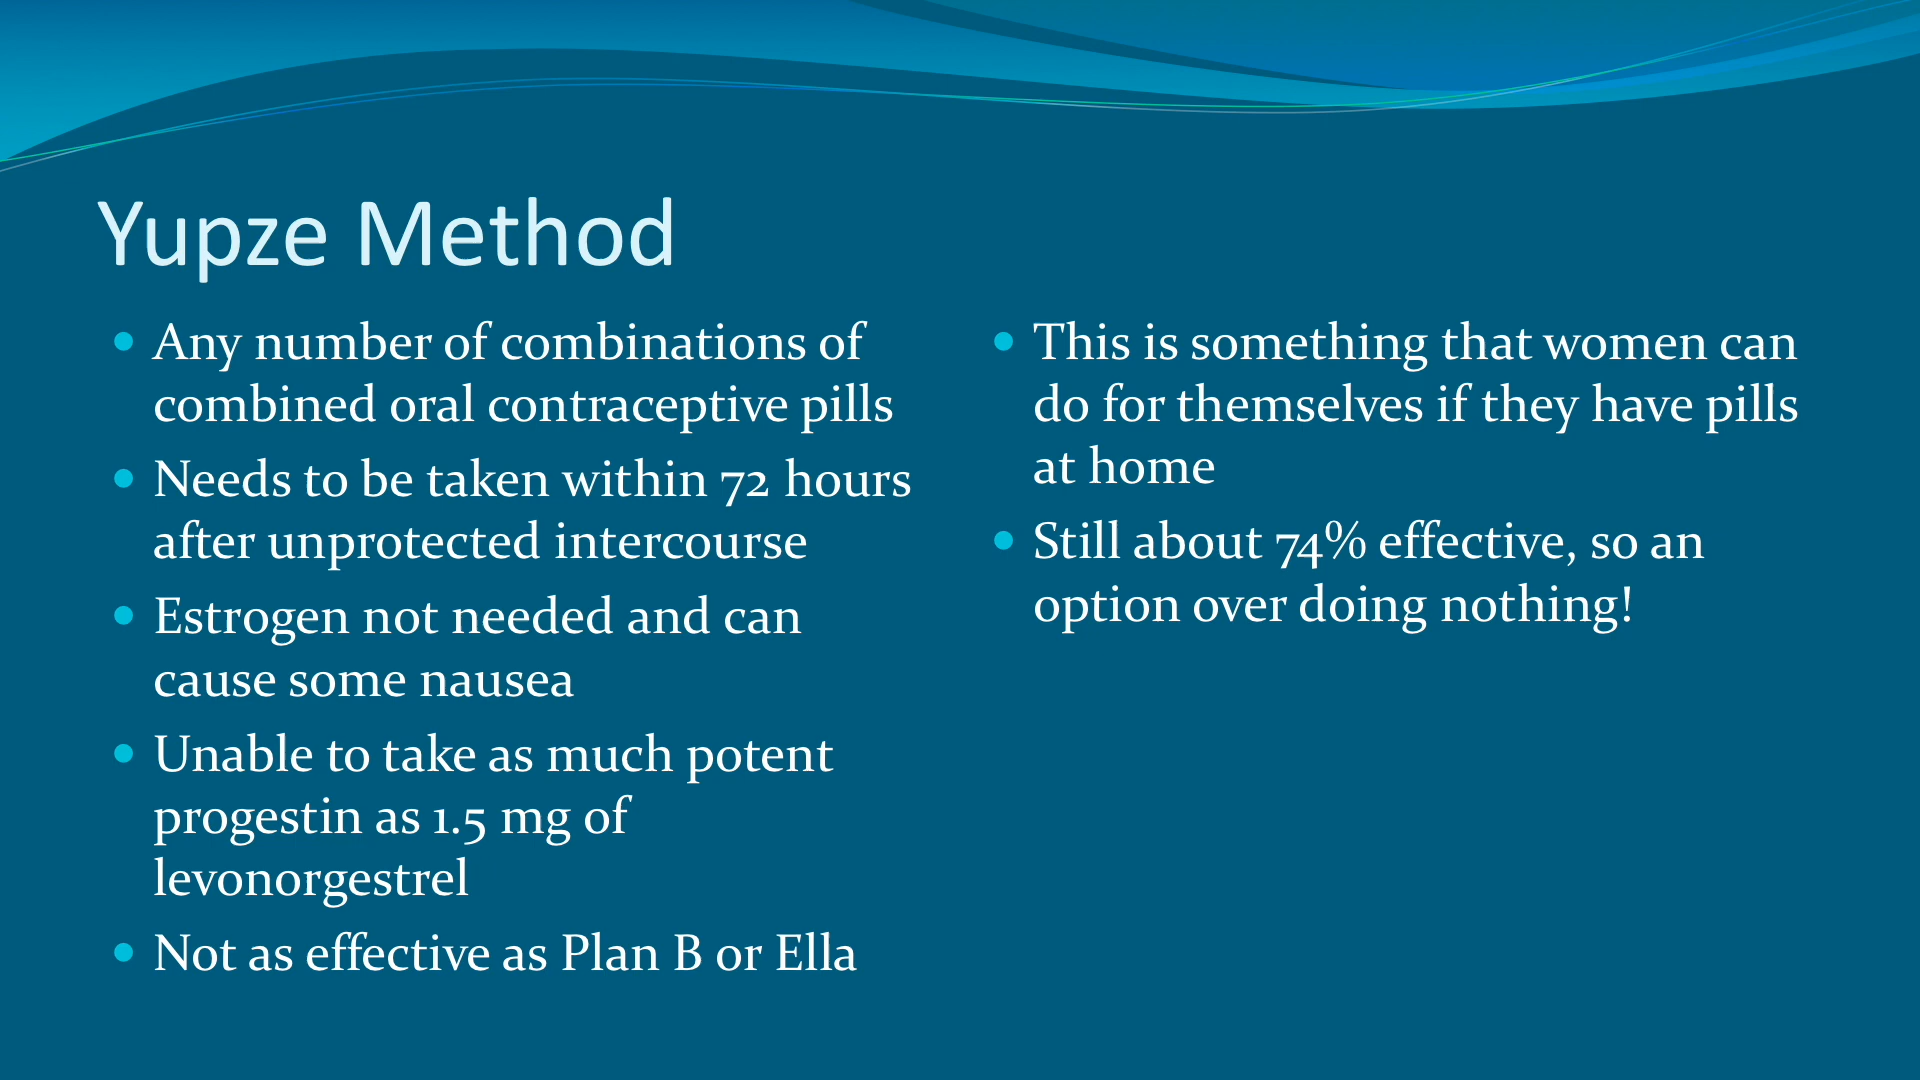 Yupze Method
• Any number of combinations of
combined oral contraceptive pills
• Needs to be taken within 72 hours
after unprotected intercourse
• Estrogen not needed and can
cause some nausea
• Unable to take as much potent
progestin as 1.5 mg of
levonorgestrel
• Not as effective as Plan B or Ella
• This is something that women can
do for themselves if they have pills
at home
• Still about 74% effective, so an
option over doing nothing!